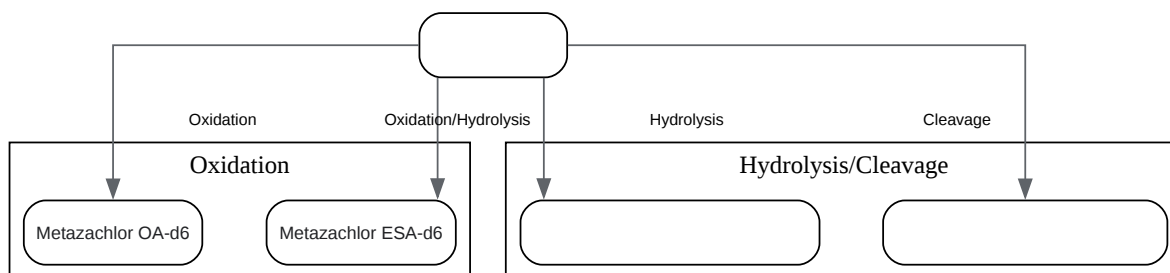 Oxidation
Oxidation/Hydrolysis
Hydrolysis
Cleavage
Oxidation
Hydrolysis/Cleavage
Metazachlor OA-d6
Metazachlor ESA-d6